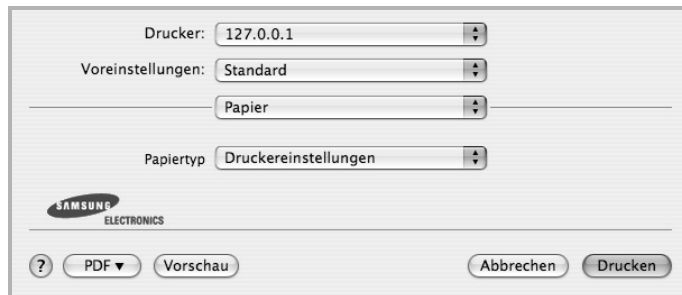 Drucker: 127.0.0.1
Voreinstellungen: Standard
Papier
Papiertyp Druckereinstellungen
SAMSUNG
ELECTRONICS
? PDF ▼ Vorschau Abbrechen Drucken